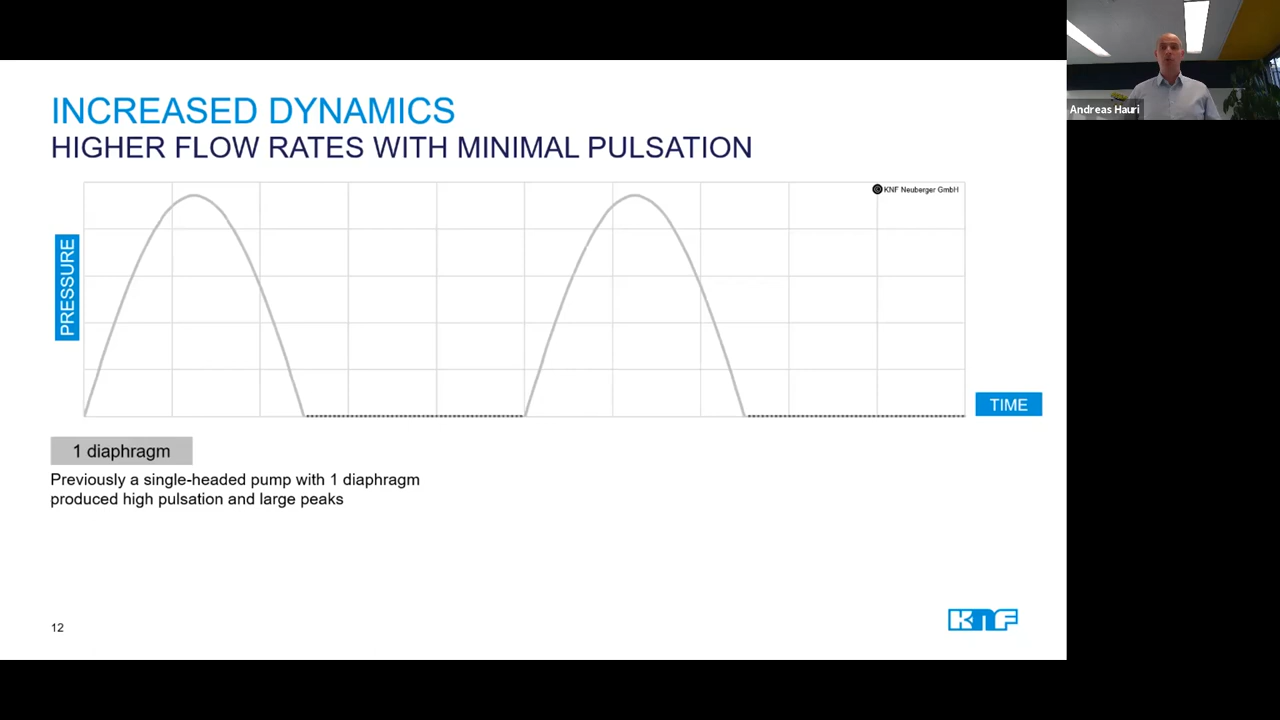 Andreas Hauri
INCREASED DYNAMICS
HIGHER FLOW RATES WITH MINIMAL PULSATION
© KNF Neuberger GmbH
PRESSURE
TIME
1 diaphragm
Previously a single-headed pump with 1 diaphragm
produced high pulsation and large peaks
12
KNF